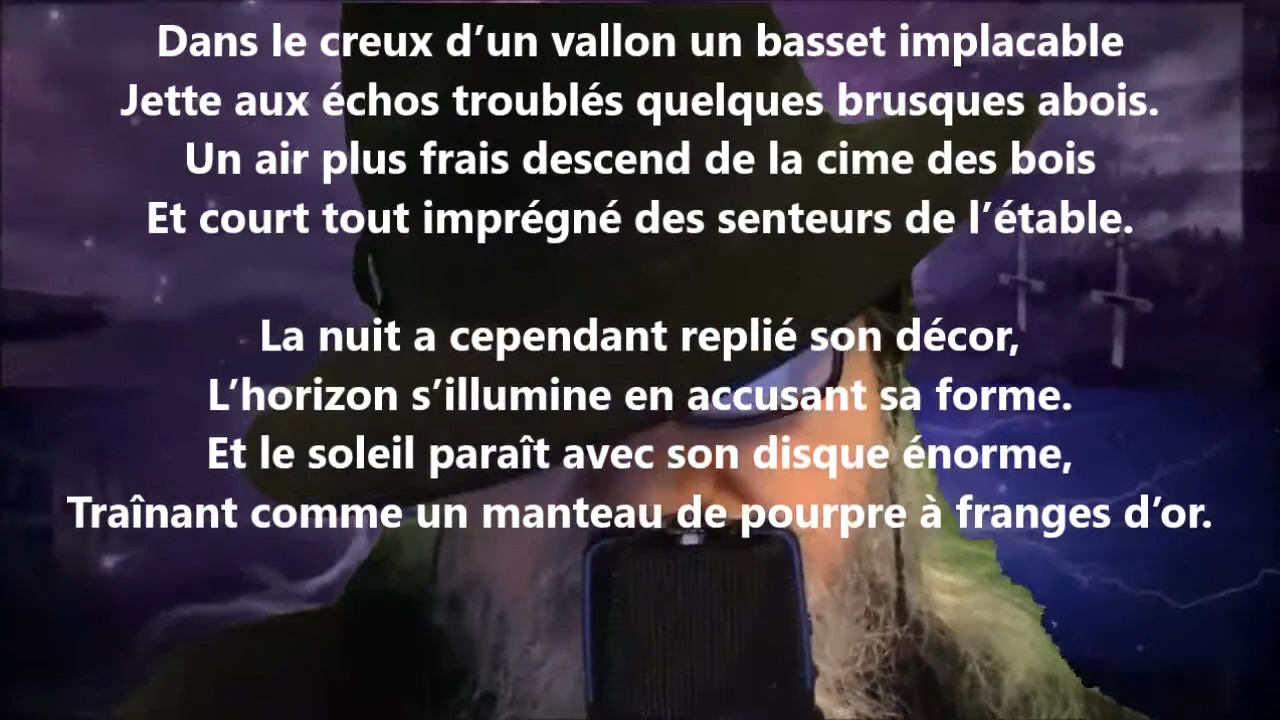 Dans le creux d’un vallon un basset implacable
Jette aux échos troublés quelques brusques abois.
Un air plus frais descend de la cime des bois
Et court tout imprégné des senteurs de l’étable.
La nuit a cependant replié son décor,
L’horizon s’illumine en accusant sa forme.
Et le soleil paraît avec son disque énorme,
Traînant comme un manteau de pourpre à franges d’or.